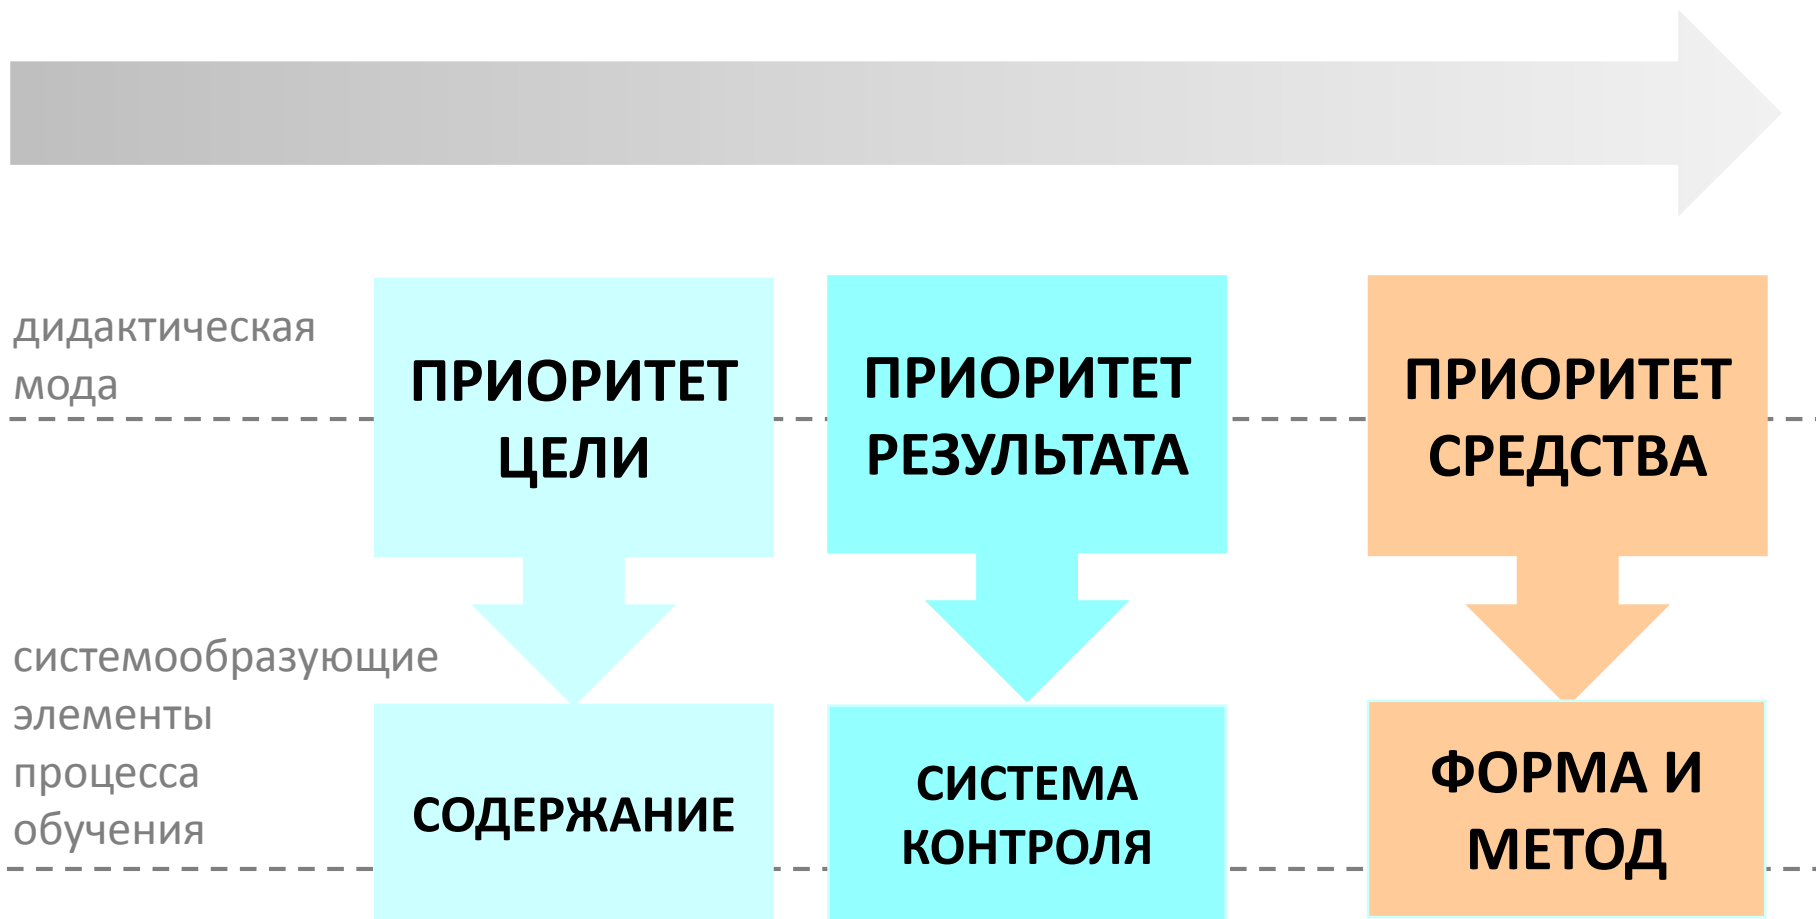 дидактическая
мода
ПРИОРИТЕТ
ЦЕЛИ
ПРИОРИТЕТ
РЕЗУЛЬТАТА
ПРИОРИТЕТ
СРЕДСТВА
системообразующие
элементы
процесса
обучения
СОДЕРЖАНИЕ
СИСТЕМА
КОНТРОЛЯ
ФОРМА И
МЕТОД